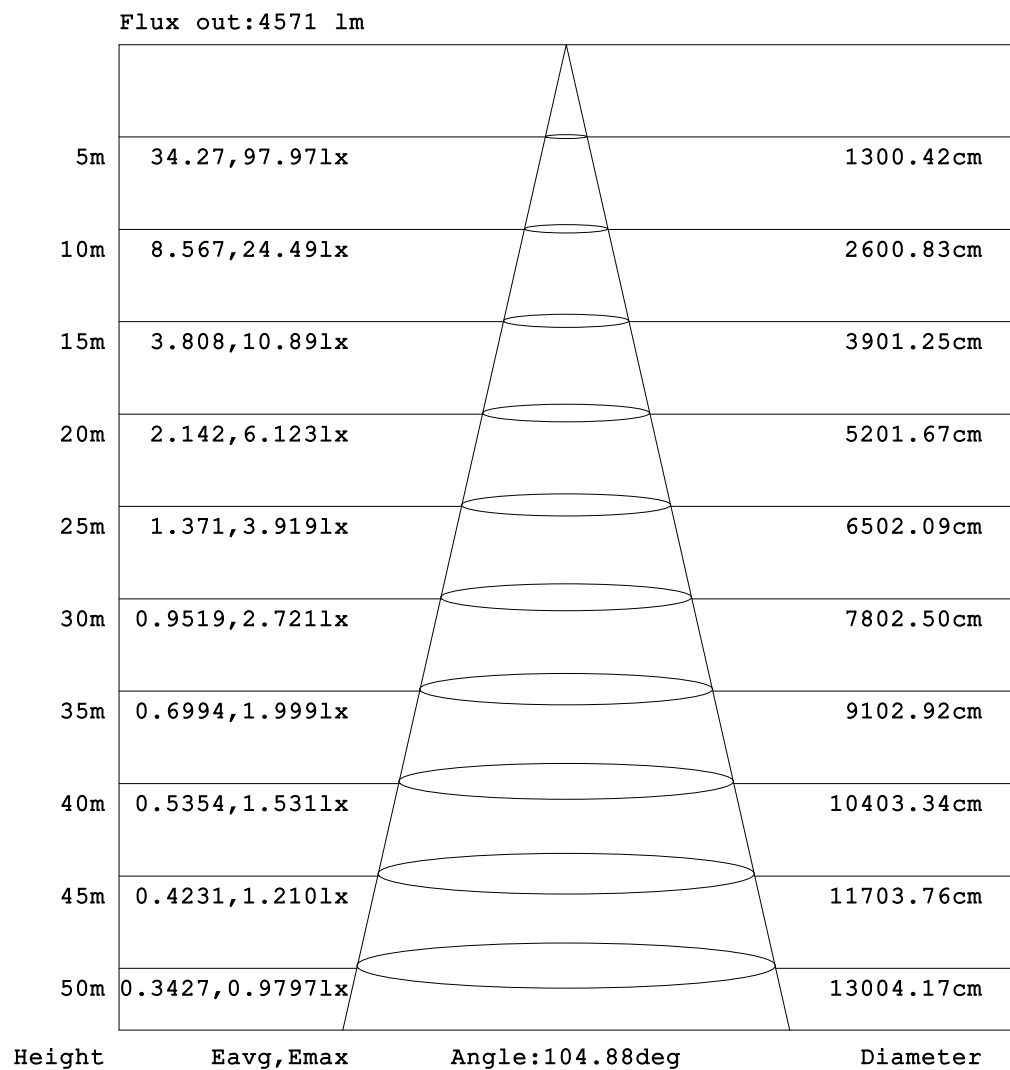 Flux out:4571 lm
5m 34.27,97.97lx 1300.42cm
10m 8.567,24.49lx 2600.83cm
15m 3.808,10.89lx 3901.25cm
20m 2.142,6.123lx 5201.67cm
25m 1.371,3.919lx 6502.09cm
30m 0.9519,2.721lx 7802.50cm
35m 0.6994,1.999lx 9102.92cm
40m 0.5354,1.531lx 10403.34cm
45m 0.4231,1.210lx 11703.76cm
50m 0.3427,0.9797lx 13004.17cm
Height Eavg,Emax Angle:104.88deg Diameter